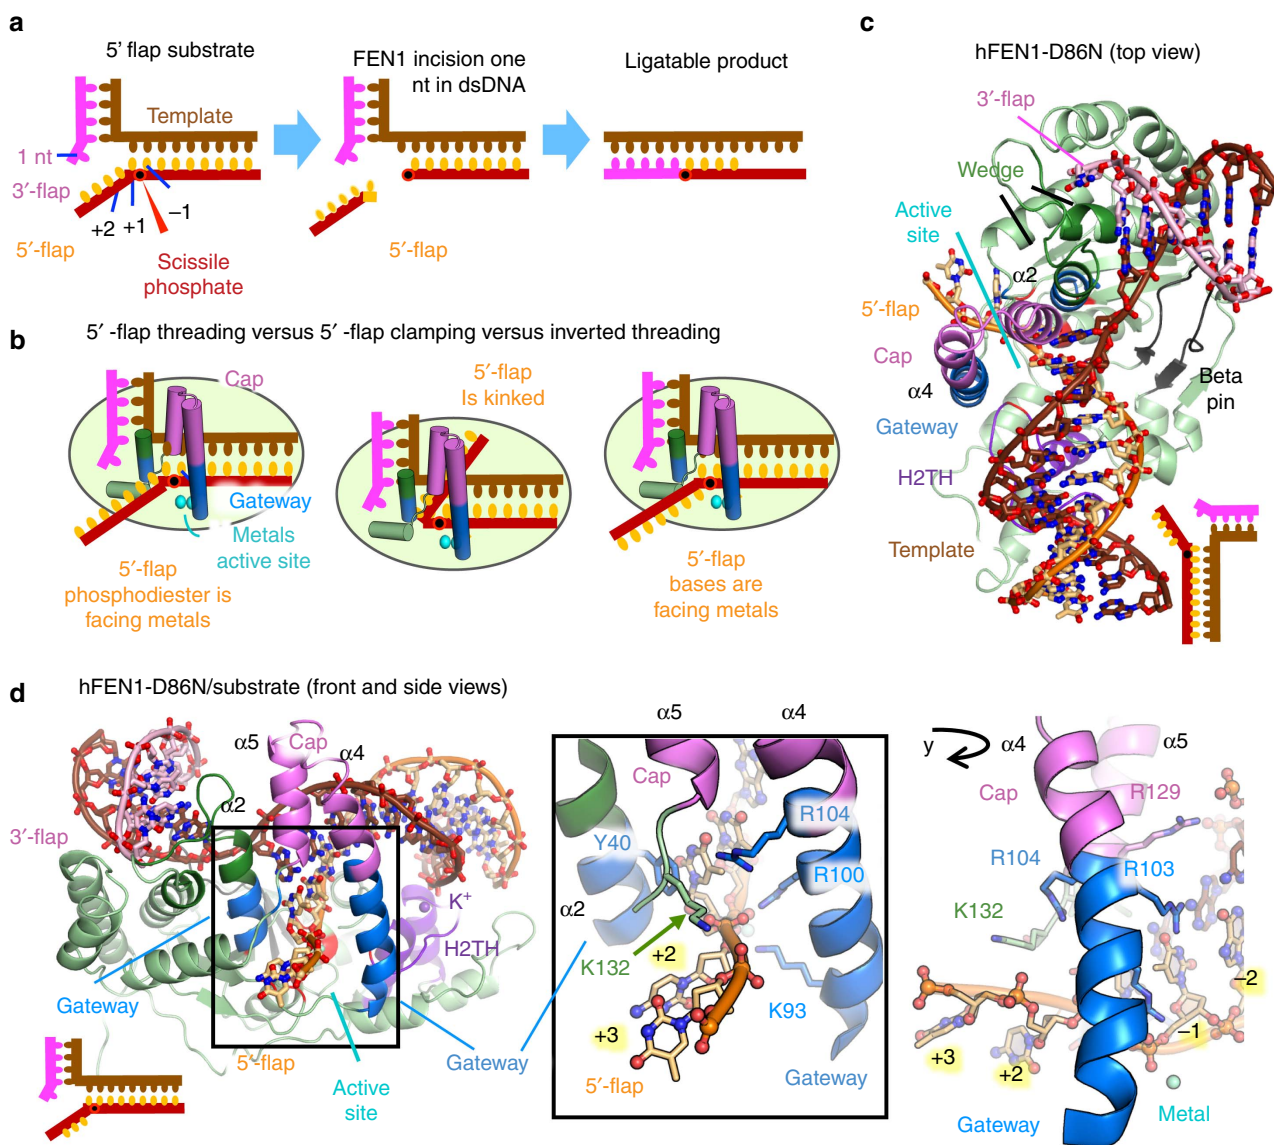 a
5' flap substrate
FEN1 incision one
nt in dsDNA
Ligatable product
Template
1 nt
3′-flap
+2
+1
–1
5′-flap
Scissile
phosphate
5′-flap
b
5′ -flap threading versus 5′ -flap clamping versus inverted threading
Cap
Gateway
Metals
active site
5′-flap
phosphodiester is
facing metals
5′-flap
Is kinked
5′-flap
bases are
facing metals
c
hFEN1-D86N (top view)
3′-flap
Wedge
Active
site
α2
5′-flap
Cap
α4
Beta
pin
Gateway
H2TH
Template
d
hFEN1-D86N/substrate (front and side views)
α5
Cap
α4
α2
3′-flap
K+
H2TH
Gateway
5′-flap
Active
site
Gateway
α5
α4
Cap
R104
Y40
R100
α2
K132
+2
K93
+3
5′-flap
Gateway
y
α4
α5
Cap
R129
R104
R103
K132
–2
–1
+3
+2
Metal
Gateway